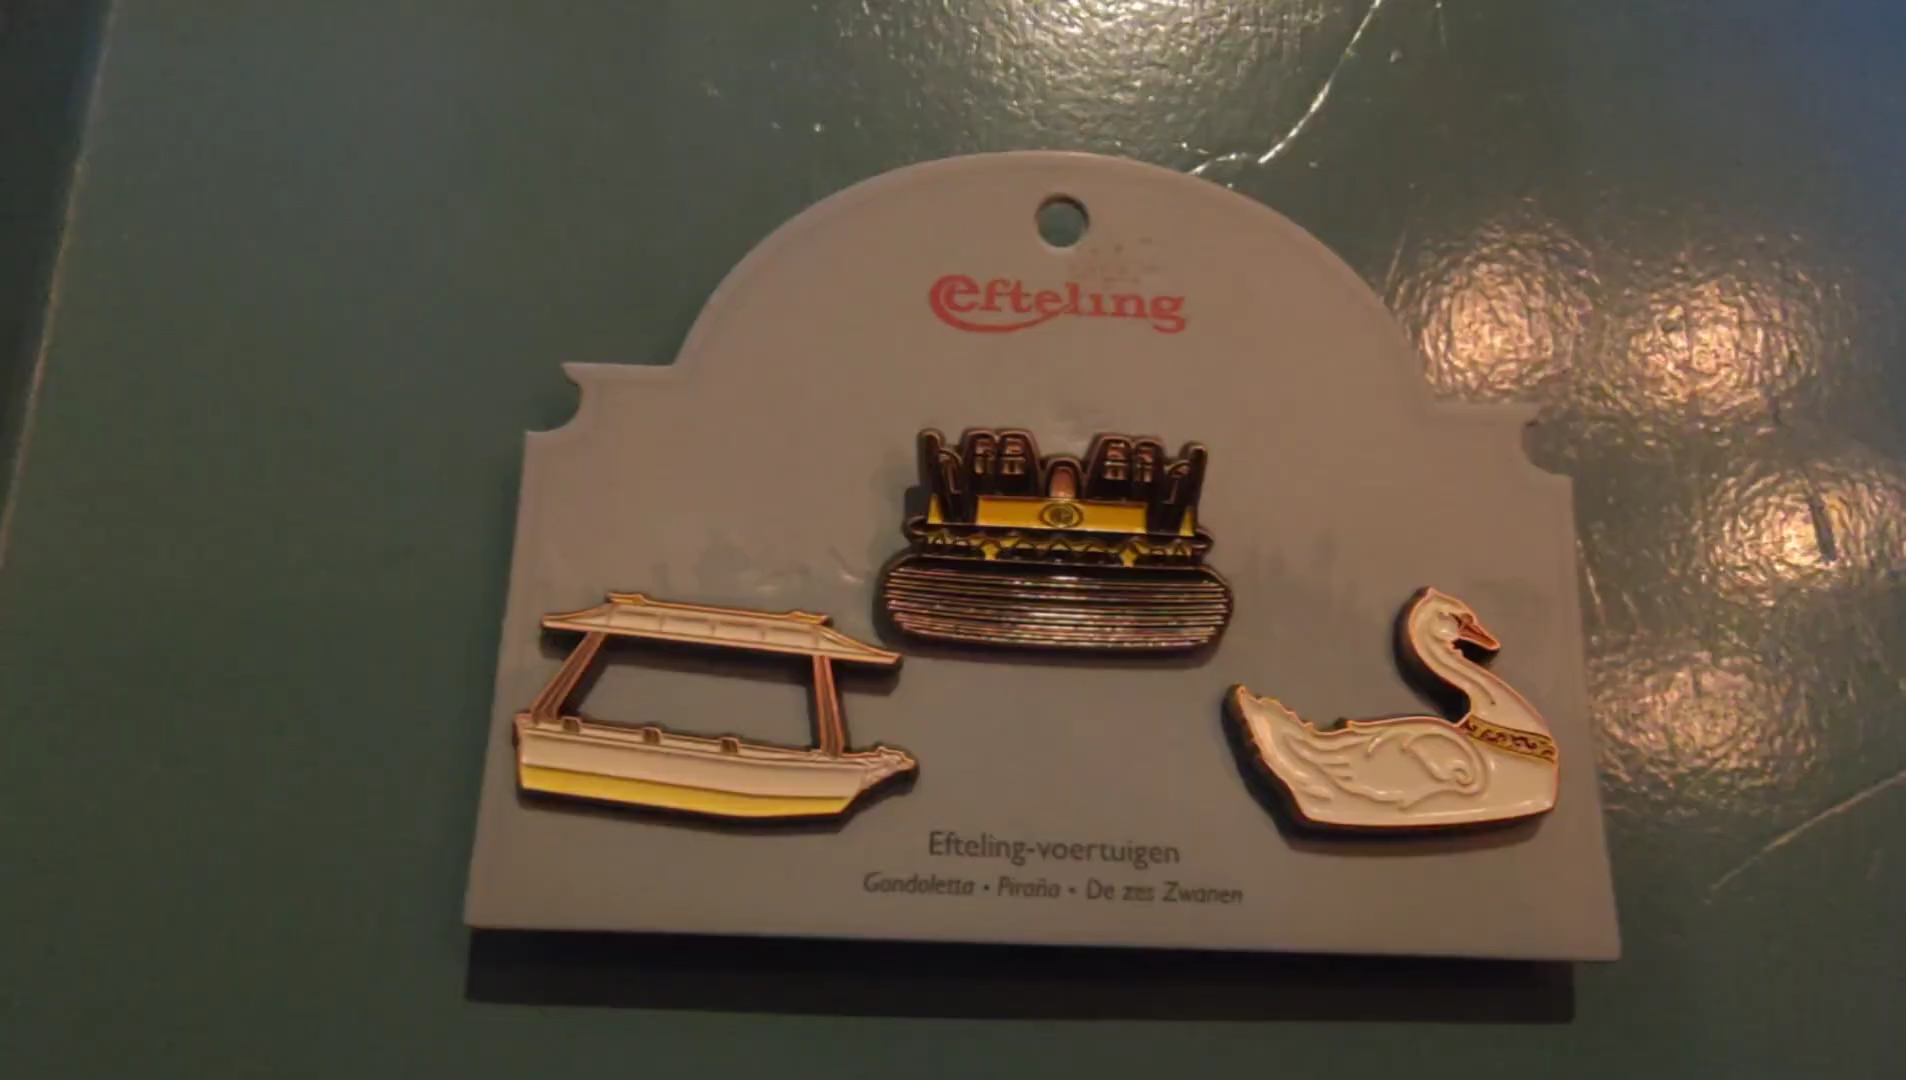 efteling
Efteling-voertuigen
Gondoletta • Piraña • De zes Zwanen